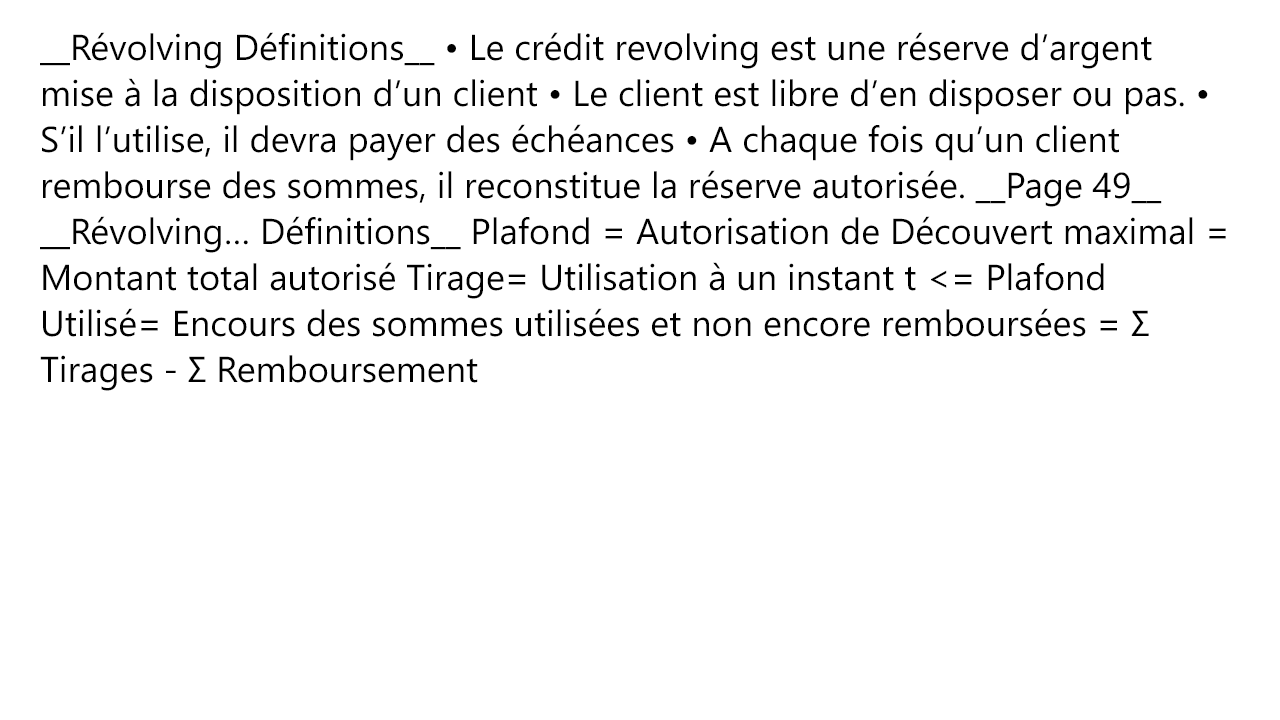 __Révolving Définitions__ • Le crédit revolving est une réserve d’argent
mise à la disposition d’un client • Le client est libre d’en disposer ou pas. •
S’il l’utilise, il devra payer des échéances • A chaque fois qu’un client
rembourse des sommes, il reconstitue la réserve autorisée. __Page 49__
__Révolving… Définitions__ Plafond = Autorisation de Découvert maximal =
Montant total autorisé Tirage= Utilisation à un instant t <= Plafond
Utilisé= Encours des sommes utilisées et non encore remboursées = Σ
Tirages - Σ Remboursement